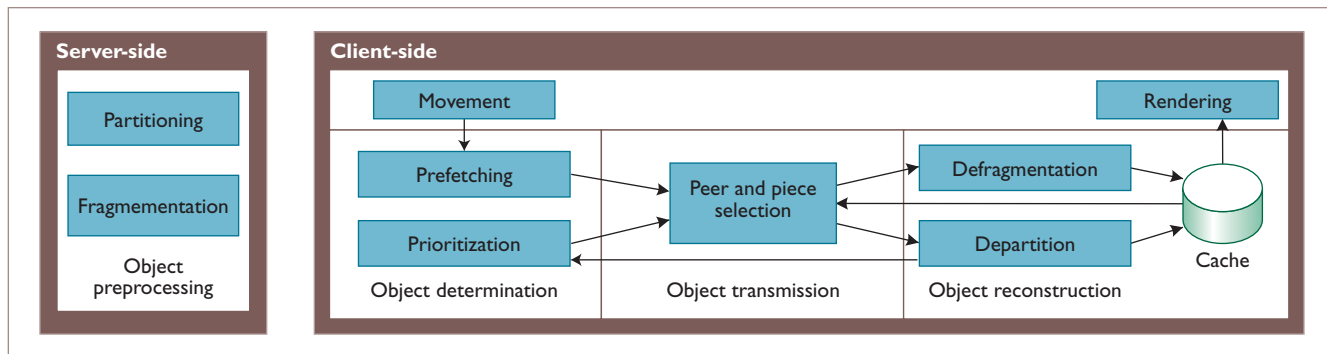 Server-side
Partitioning
Fragmementation
Object
preprocessing
Client-side
Movement
Rendering
Prefetching
Prioritization
Object determination
Peer and piece
selection
Object transmission
Defragmentation
Departition
Object reconstruction
Cache